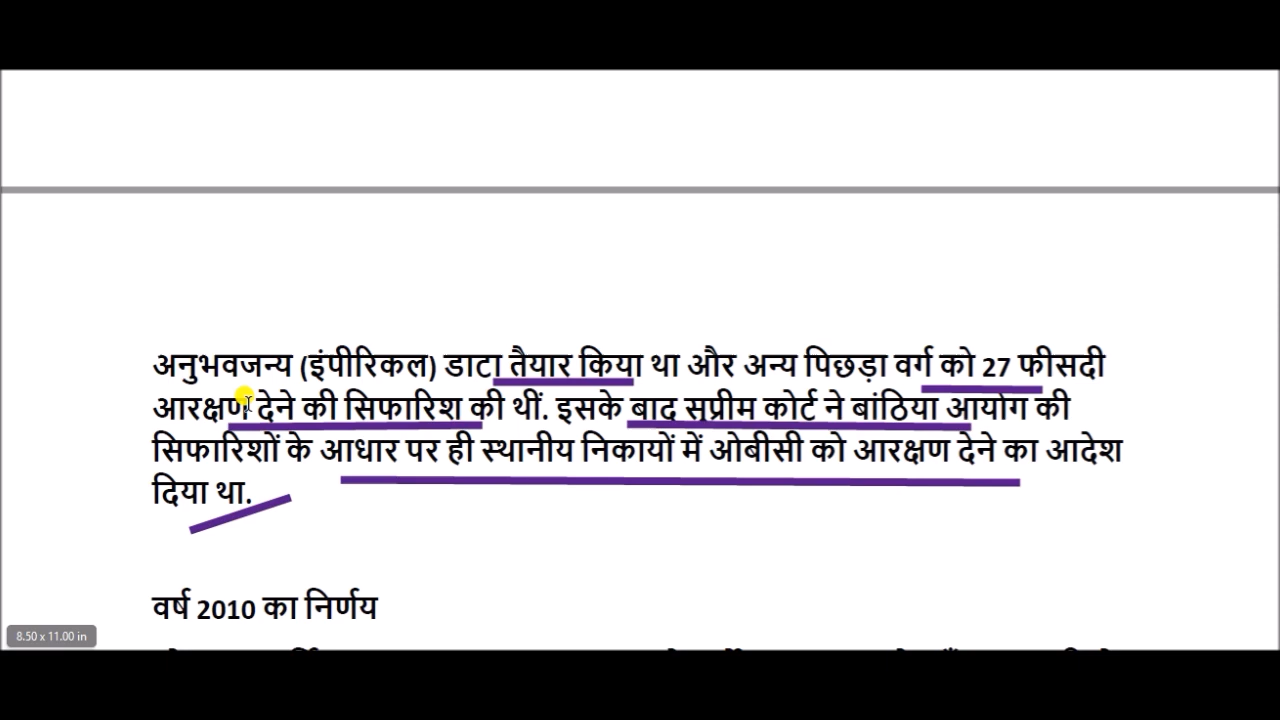 अनुभवजन्य (इंपीरिकल) डाटा तैयार किया था और अन्य पिछड़ा वर्ग को 27 फीसदी
आरक्षण देने की सिफारिश की थीं. इसके बाद सुप्रीम कोर्ट ने बांठिया आयोग की
सिफारिशों के आधार पर ही स्थानीय निकायों में ओबीसी को आरक्षण देने का आदेश
दिया था.
वर्ष 2010 का निर्णय
8.50 x 11.00 in